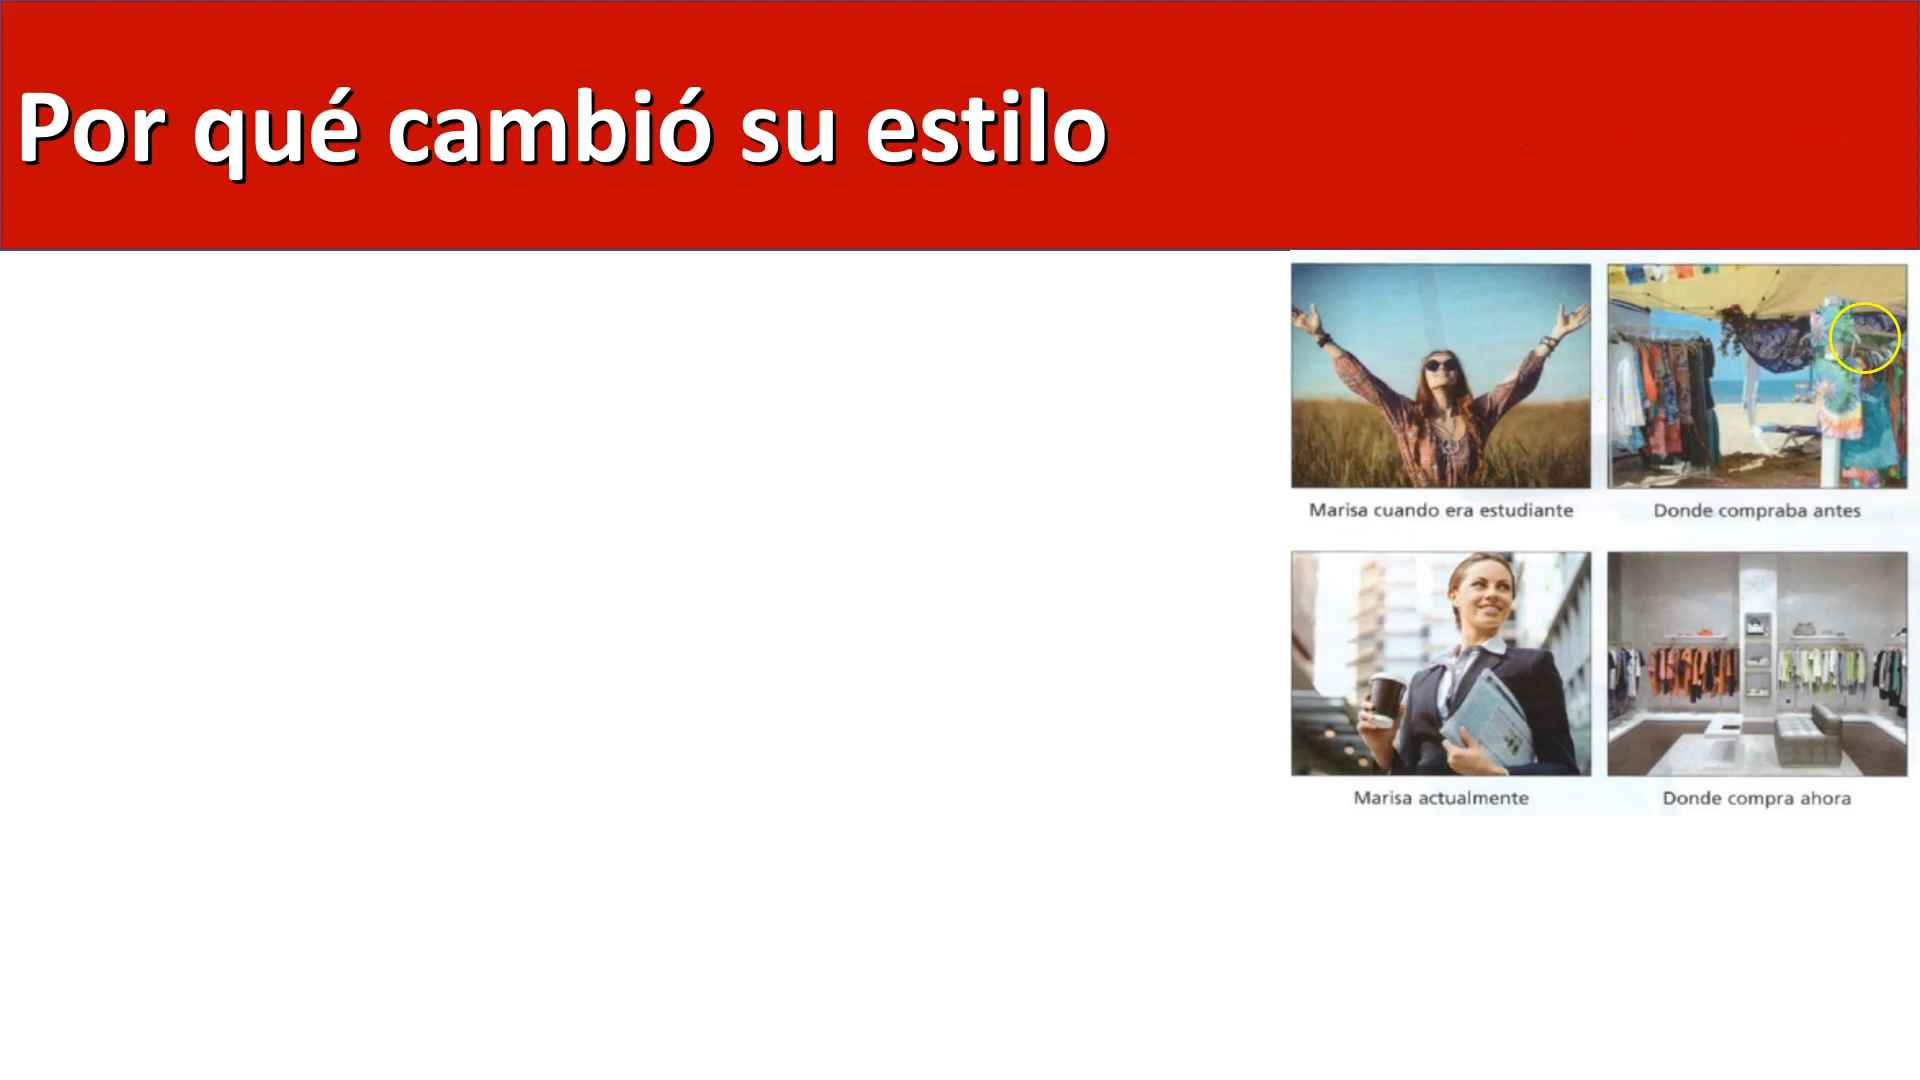 Por qué cambió su estilo
Marisa cuando era estudiante
Donde compraba antes
Marisa actualmente
Donde compra ahora